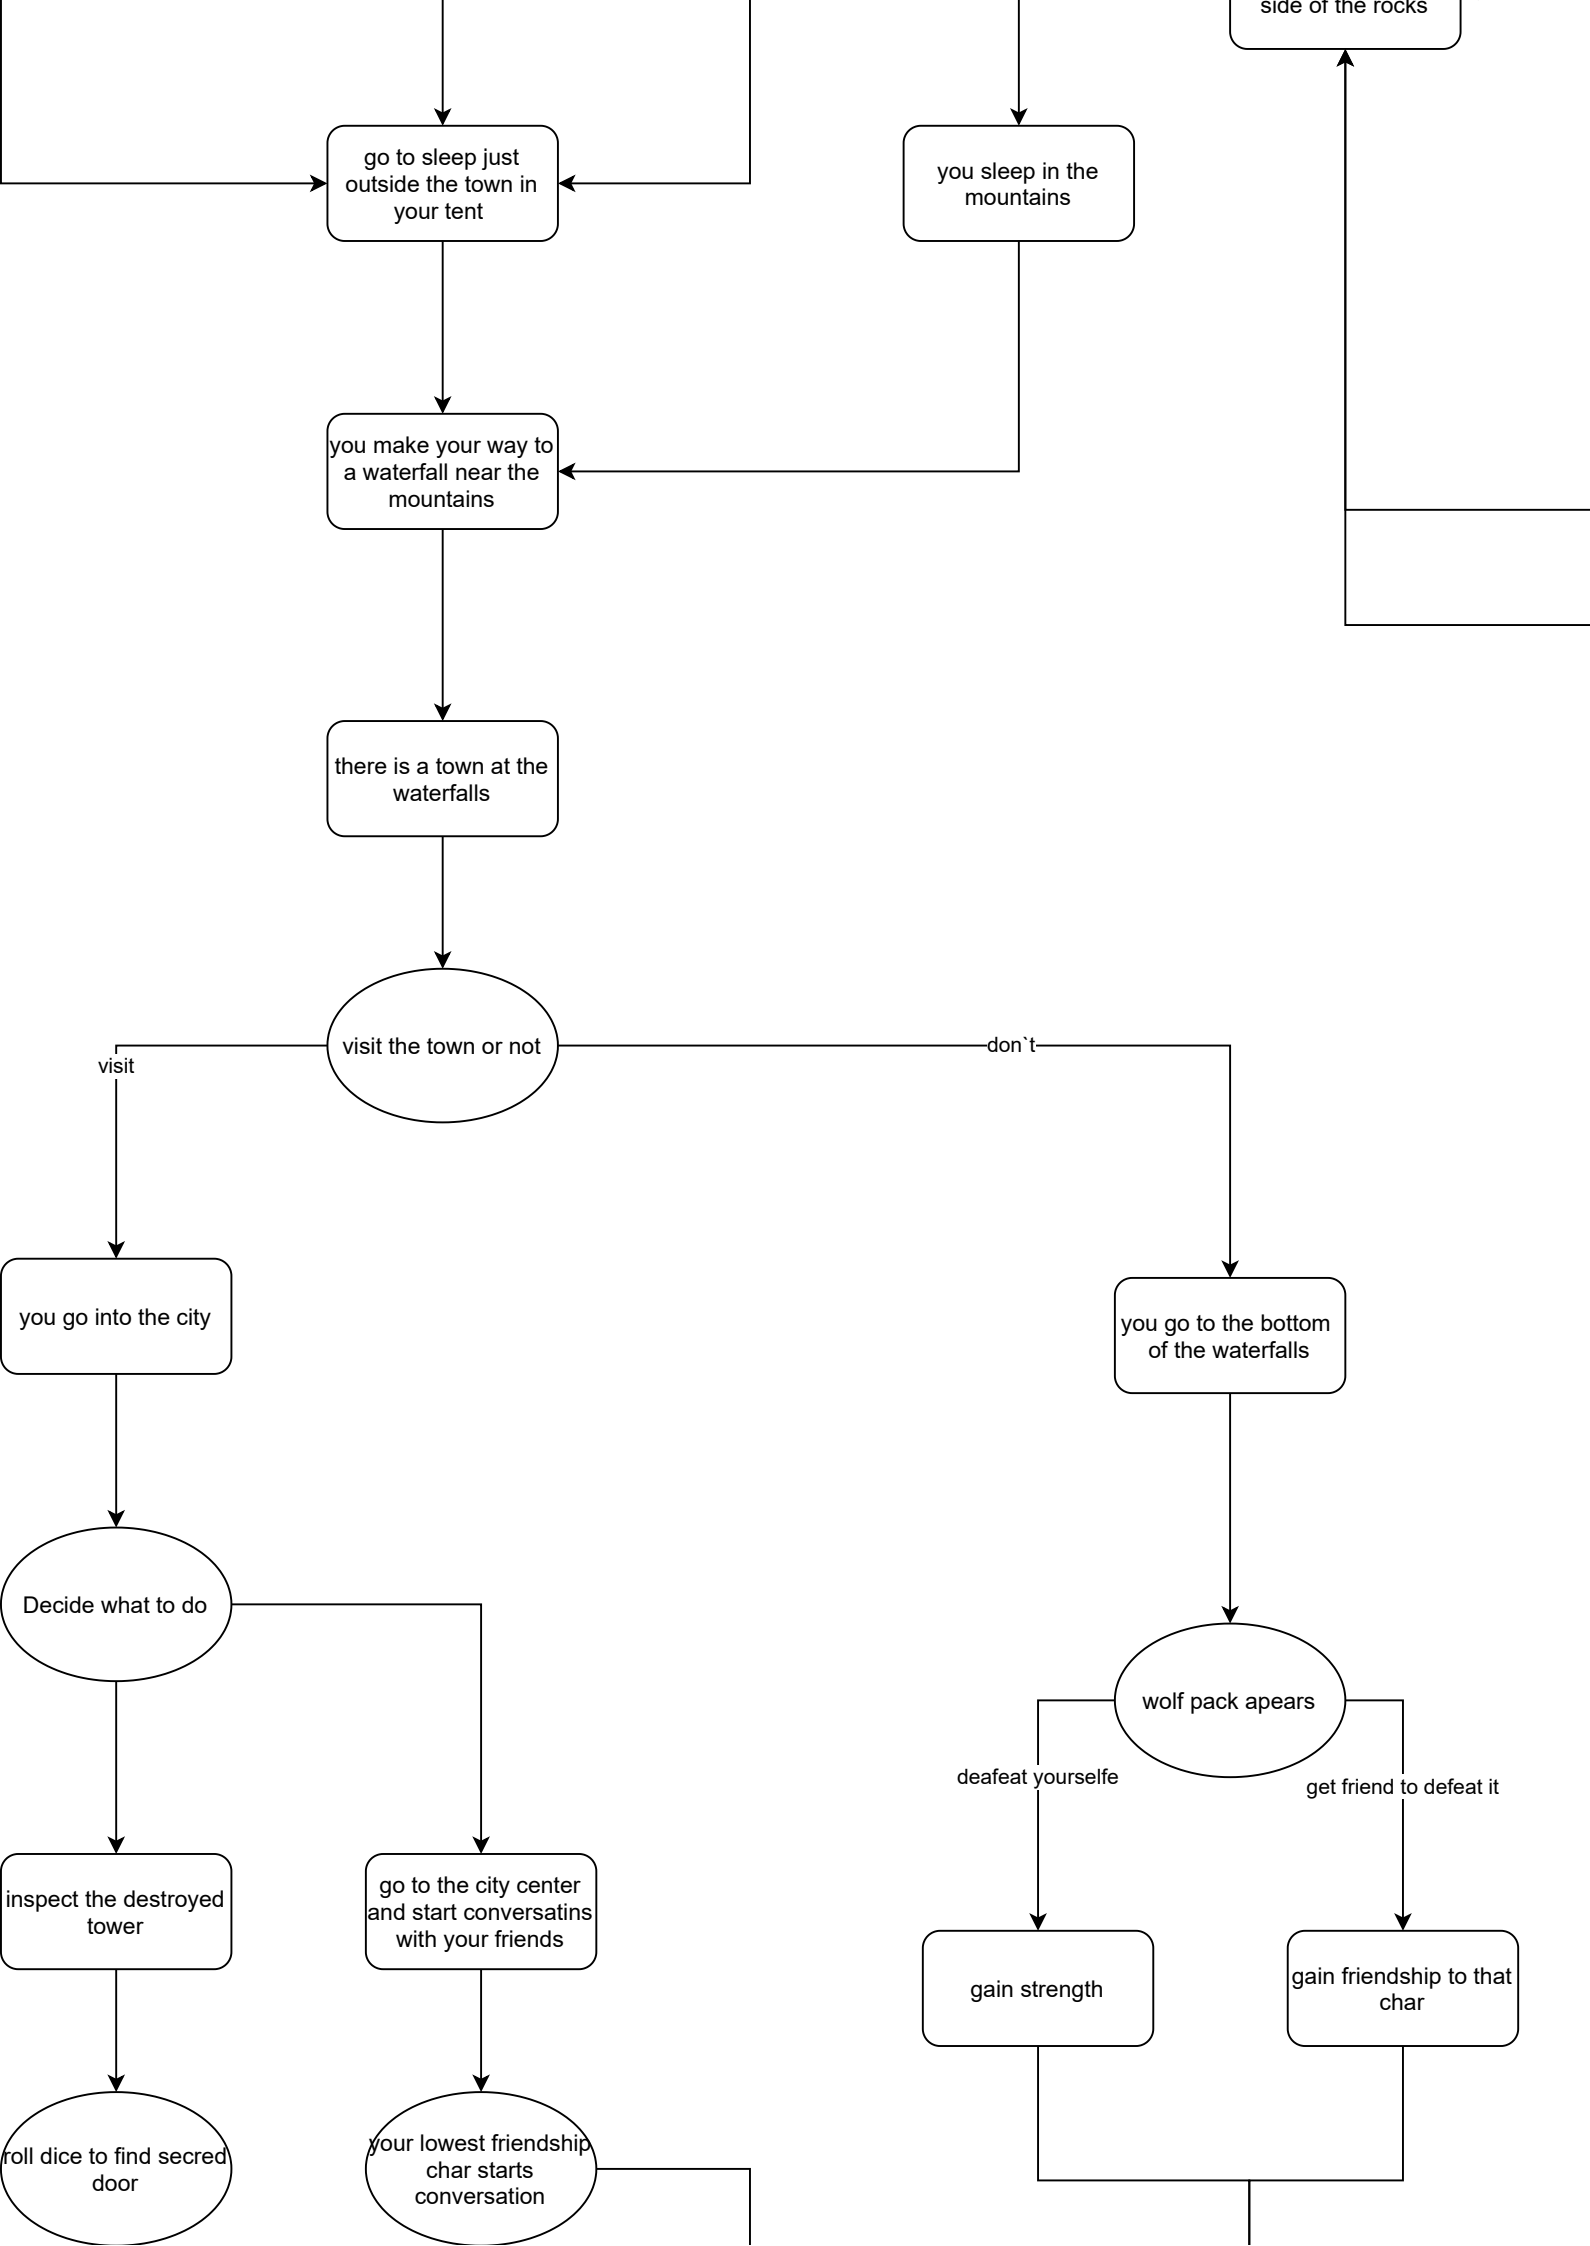 side of the rocks
go to sleep just
outside the town in
your tent
you sleep in the
mountains
you make your way to
a waterfall near the
mountains
there is a town at the
waterfalls
visit the town or not
visit
don`t
you go into the city
you go to the bottom
of the waterfalls
Decide what to do
wolf pack apears
deafeat yourselfe
get friend to defeat it
inspect the destroyed
tower
go to the city center
and start conversatins
with your friends
gain strength
gain friendship to that
char
roll dice to find secred
door
your lowest friendship
char starts
conversation